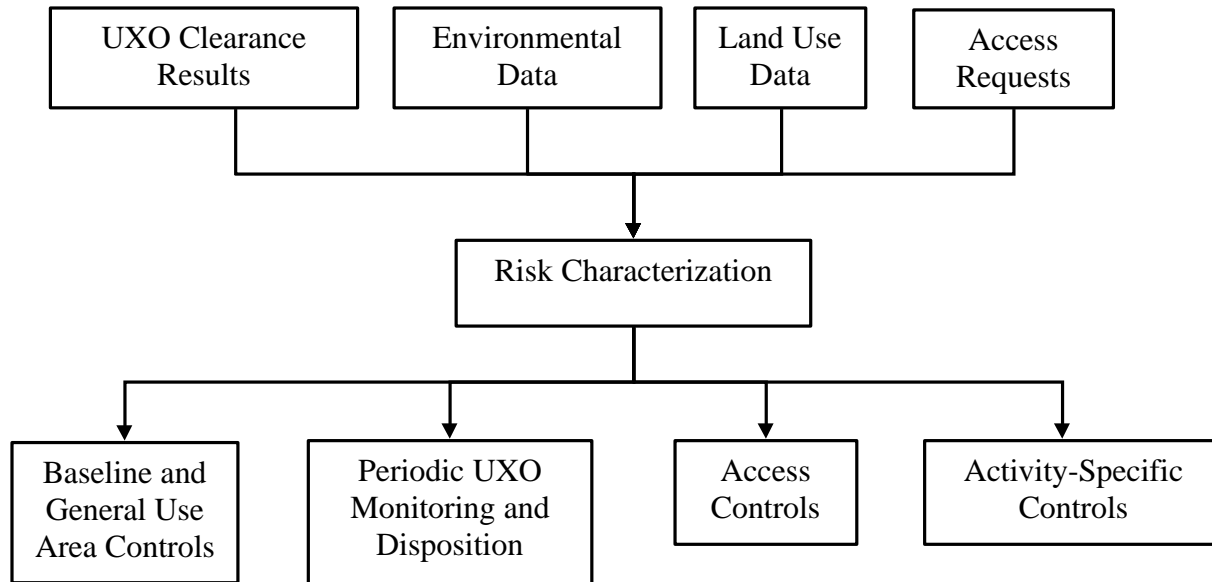 UXO Clearance
Results
Environmental
Data
Land Use
Data
Access
Requests
Risk Characterization
Baseline and
General Use
Area Controls
Periodic UXO
Monitoring and
Disposition
Access
Controls
Activity-Specific
Controls